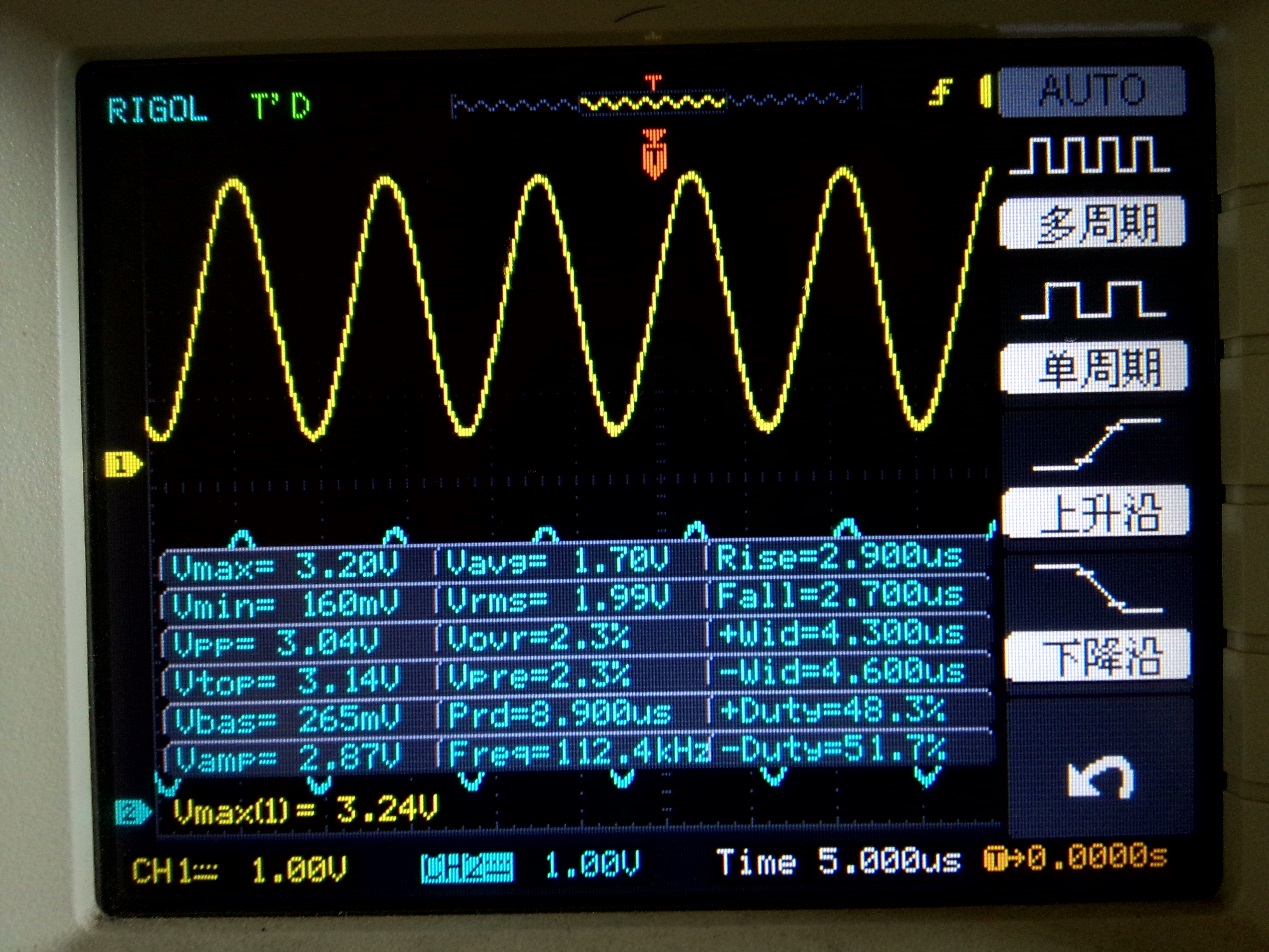 RIGOL T'D T AUTO
T
多周期
单周期
1
上升沿
Vmax= 3.20V Vavg= 1.70V Rise=2.900us
Vmin= 160mV Vrms= 1.99V Fall=2.700us
Vpp= 3.04V Vovr=2.3% +Wid=4.300us
Vtop= 3.14V Vpre=2.3% -Wid=4.600us
下降沿
Vbas= 265mV Prd=8.900us +Duty=48.3%
Vamp= 2.87V Freq=112.4kHz -Duty=51.7%
2 Vmax(1)= 3.24V
CH1 1.00V CH2 1.00V Time 5.000us T→0.0000s